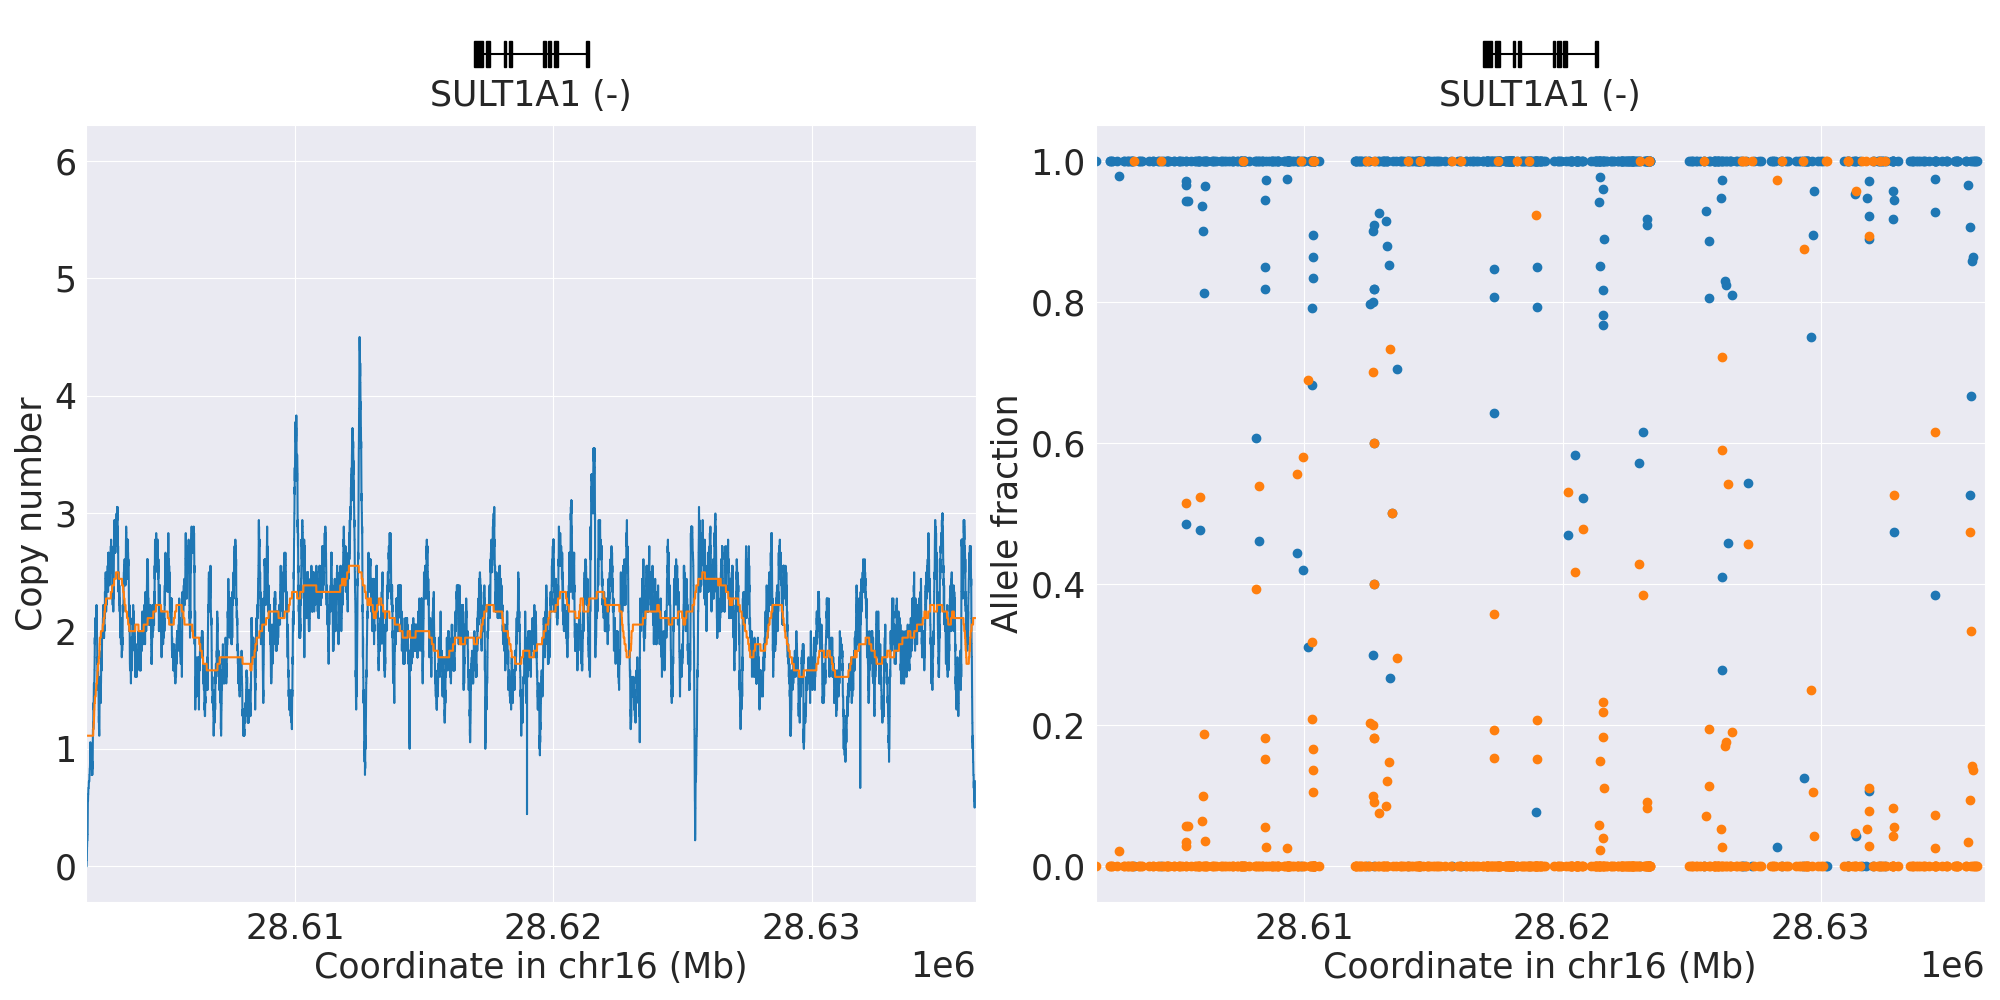 SULT1A1 (-)
6
5
4
3
2
1
0
Copy number
28.61
28.62
28.63
Coordinate in chr16 (Mb)
1e6
SULT1A1 (-)
1.0
0.8
0.6
0.4
0.2
0.0
Allele fraction
28.61
28.62
28.63
Coordinate in chr16 (Mb)
1e6